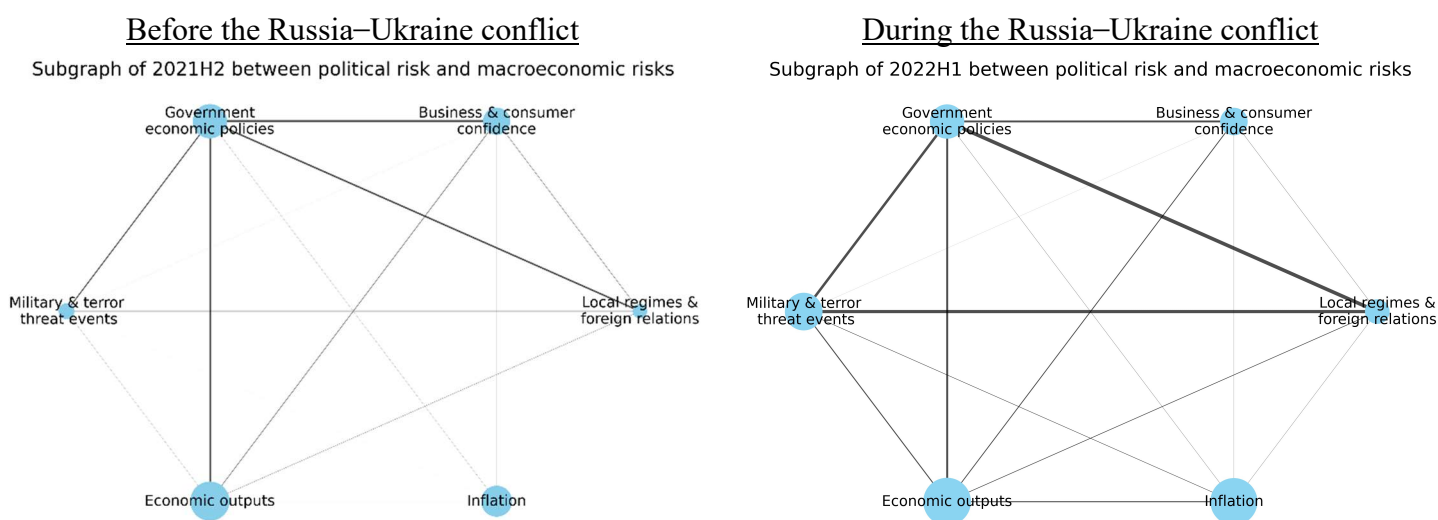 Before the Russia–Ukraine conflict
Subgraph of 2021H2 between political risk and macroeconomic risks
Government
economic policies
Business & consumer
confidence
Military & terror
threat events
Local regimes &
foreign relations
Economic outputs
Inflation
During the Russia–Ukraine conflict
Subgraph of 2022H1 between political risk and macroeconomic risks
Government
economic policies
Business & consumer
confidence
Military & terror
threat events
Local regimes &
foreign relations
Economic outputs
Inflation